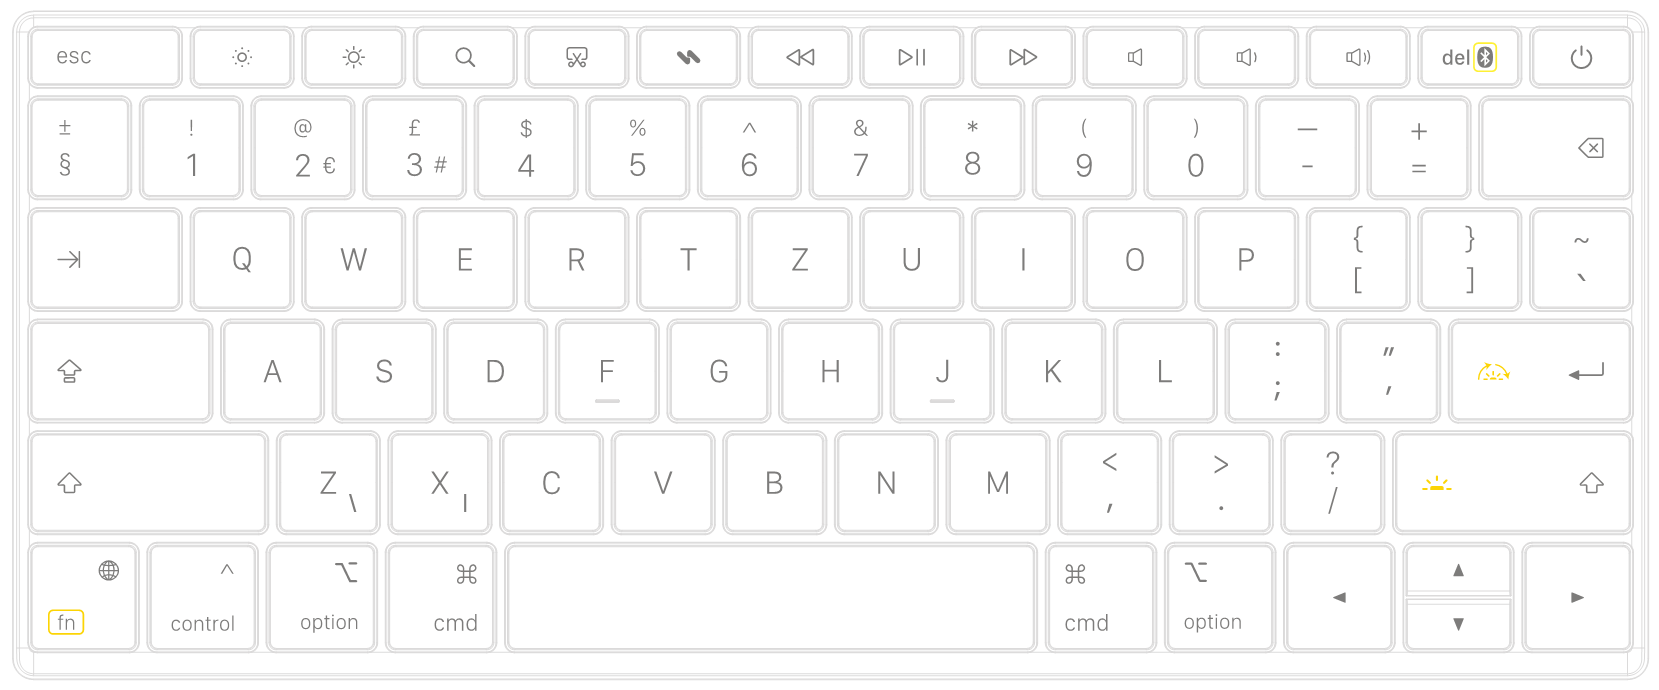 esc del
± ! @ £ $ % ^ & * ( ) — +
§ 1 2 € 3 # 4 5 6 7 8 9 0 - =
Q W E R T Z U I O P { } ~
[ ] `
A S D F G H J K L : "
; '
Z \ X | C V B N M < > ?
, . /
^ ⌥ ⌘ ⌘ ⌥
fn control option cmd cmd option